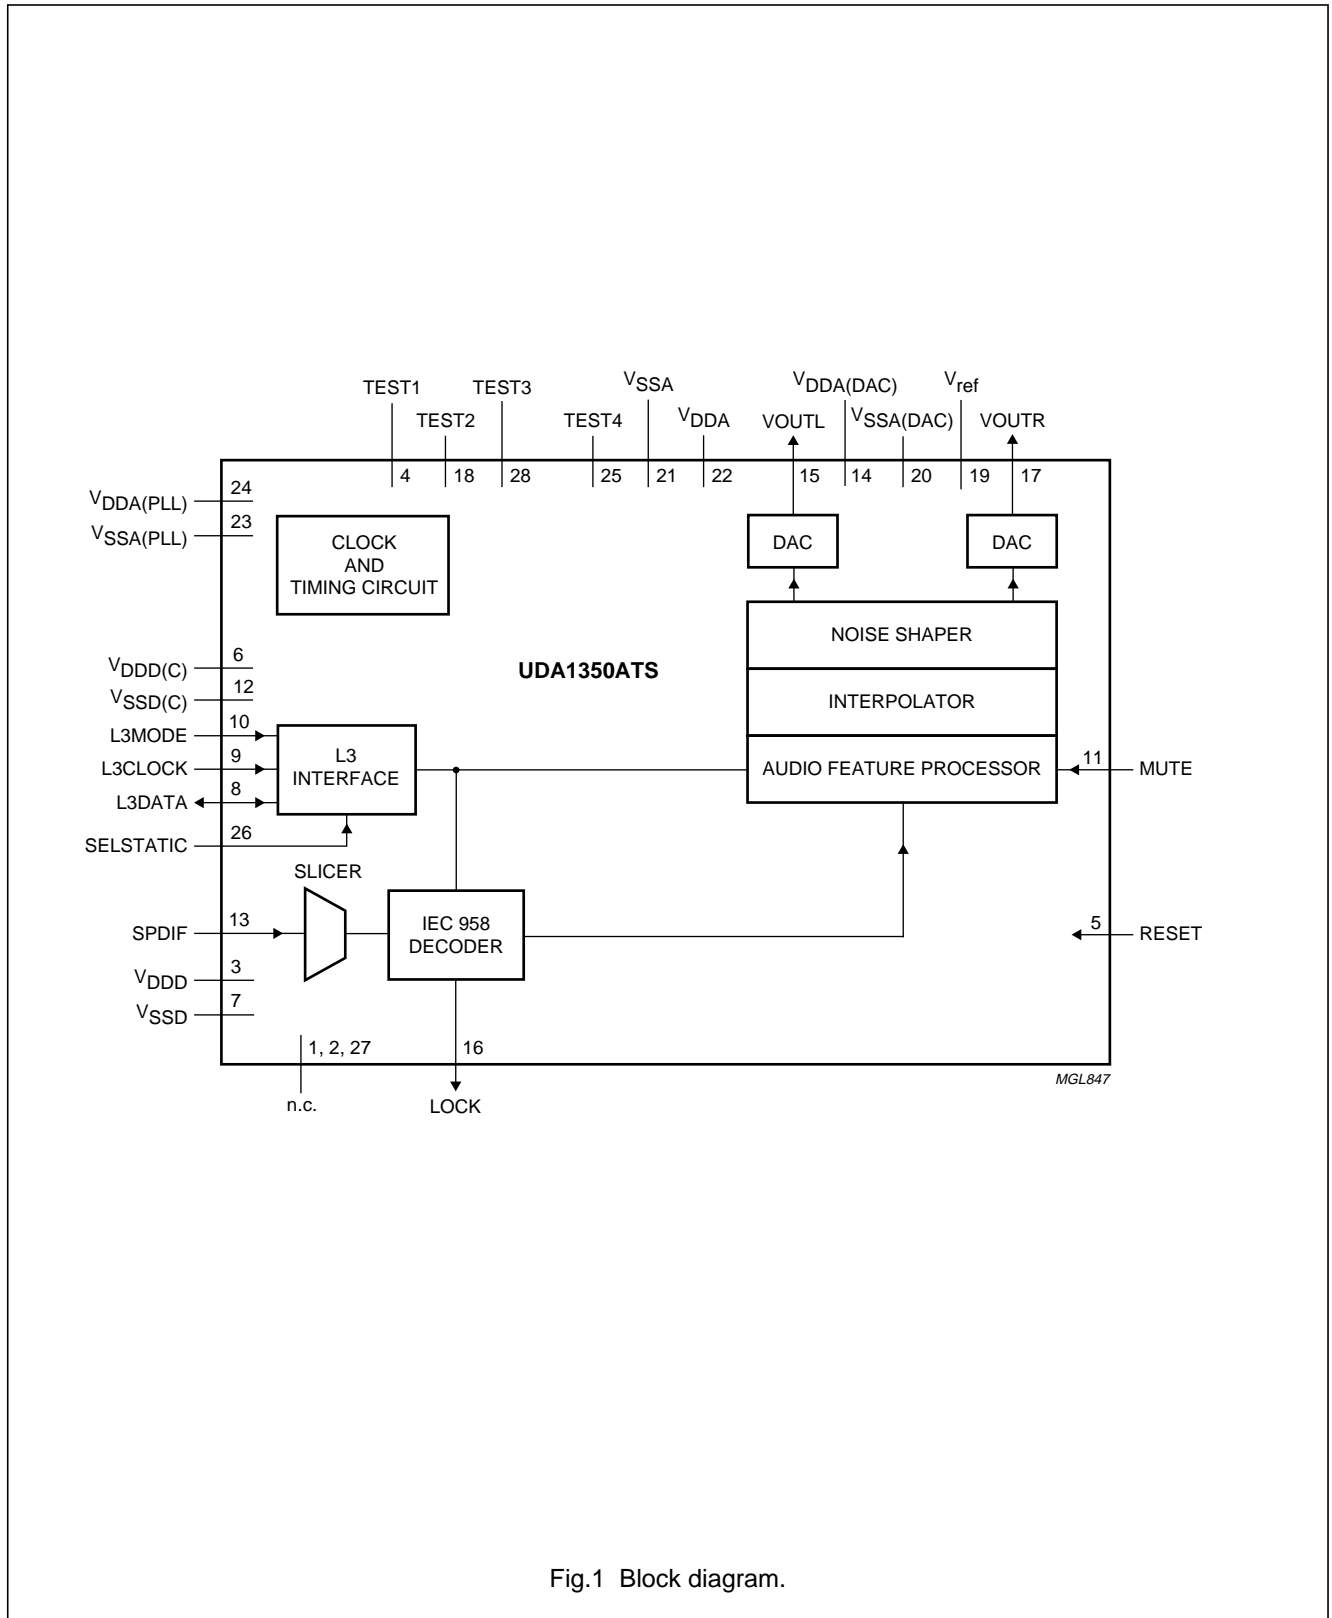 TEST1
TEST2
TEST3
TEST4
VSSA
VDDA
VOUTL
VDDA(DAC)
VSSA(DAC)
Vref
VOUTR
4
18
28
25
21
22
15
14
20
19
17
VDDA(PLL)
24
VSSA(PLL)
23
CLOCK
AND
TIMING CIRCUIT
DAC
DAC
NOISE SHAPER
UDA1350ATS
INTERPOLATOR
AUDIO FEATURE PROCESSOR
11
MUTE
VDDD(C)
6
VSSD(C)
12
L3MODE
10
L3CLOCK
9
L3DATA
8
L3
INTERFACE
SELSTATIC
26
SLICER
SPDIF
13
IEC 958
DECODER
5
RESET
VDDD
3
VSSD
7
1, 2, 27
16
n.c.
LOCK
MGL847
Fig.1 Block diagram.